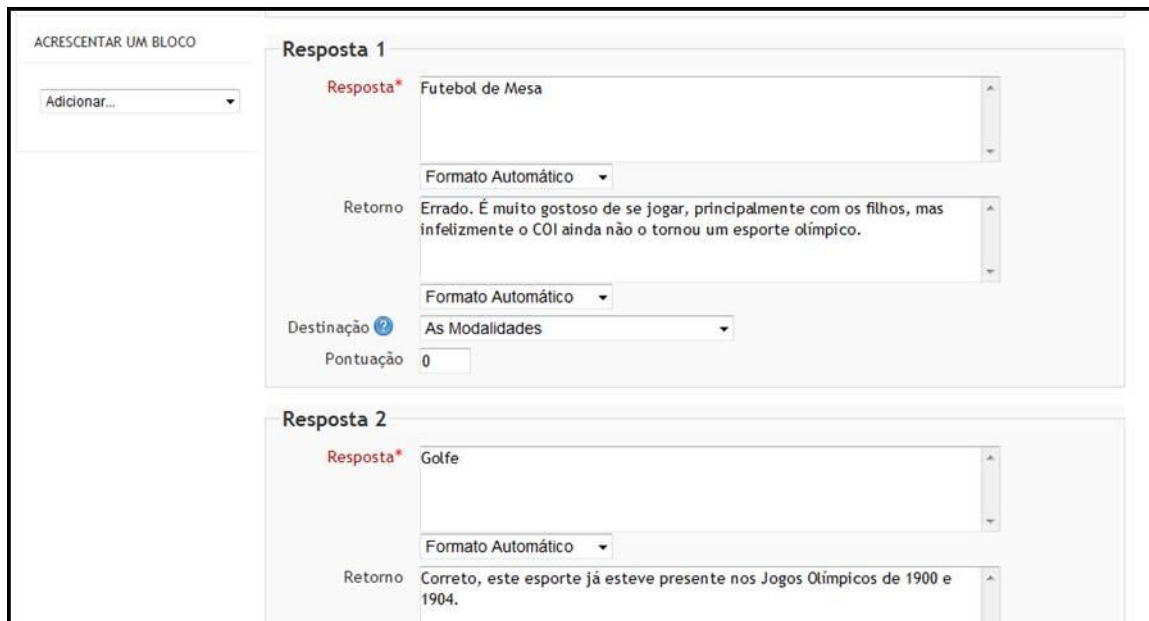 ACRESCENTAR UM BLOCO
Adicionar...
Resposta 1
Resposta* Futebol de Mesa
Formato Automático
Retorno Errado. É muito gostoso de se jogar, principalmente com os filhos, mas
infelizmente o COI ainda não o tornou um esporte olímpico.
Formato Automático
Destinação ? As Modalidades
Pontuação 0
Resposta 2
Resposta* Golfe
Formato Automático
Retorno Correto, este esporte já esteve presente nos Jogos Olímpicos de 1900 e
1904.